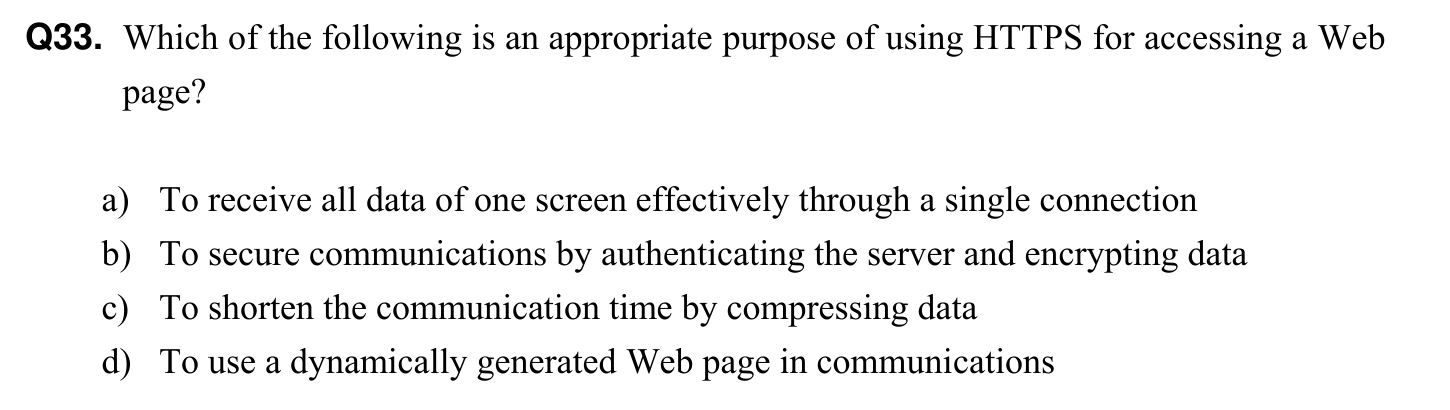 Q33. Which of the following is an appropriate purpose of using HTTPS for accessing a Web
page?
a) To receive all data of one screen effectively through a single connection
b) To secure communications by authenticating the server and encrypting data
c) To shorten the communication time by compressing data
d) To use a dynamically generated Web page in communications